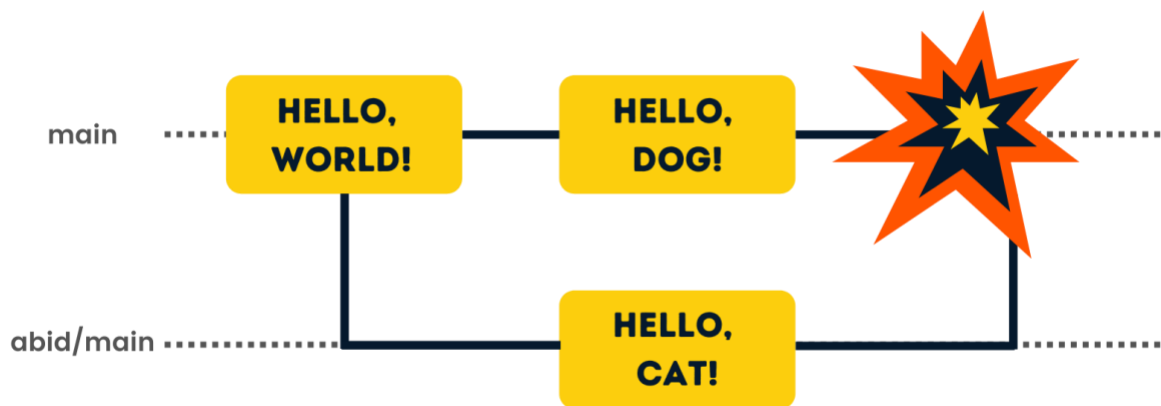 main
HELLO,
WORLD!
HELLO,
DOG!
abid/main
HELLO,
CAT!